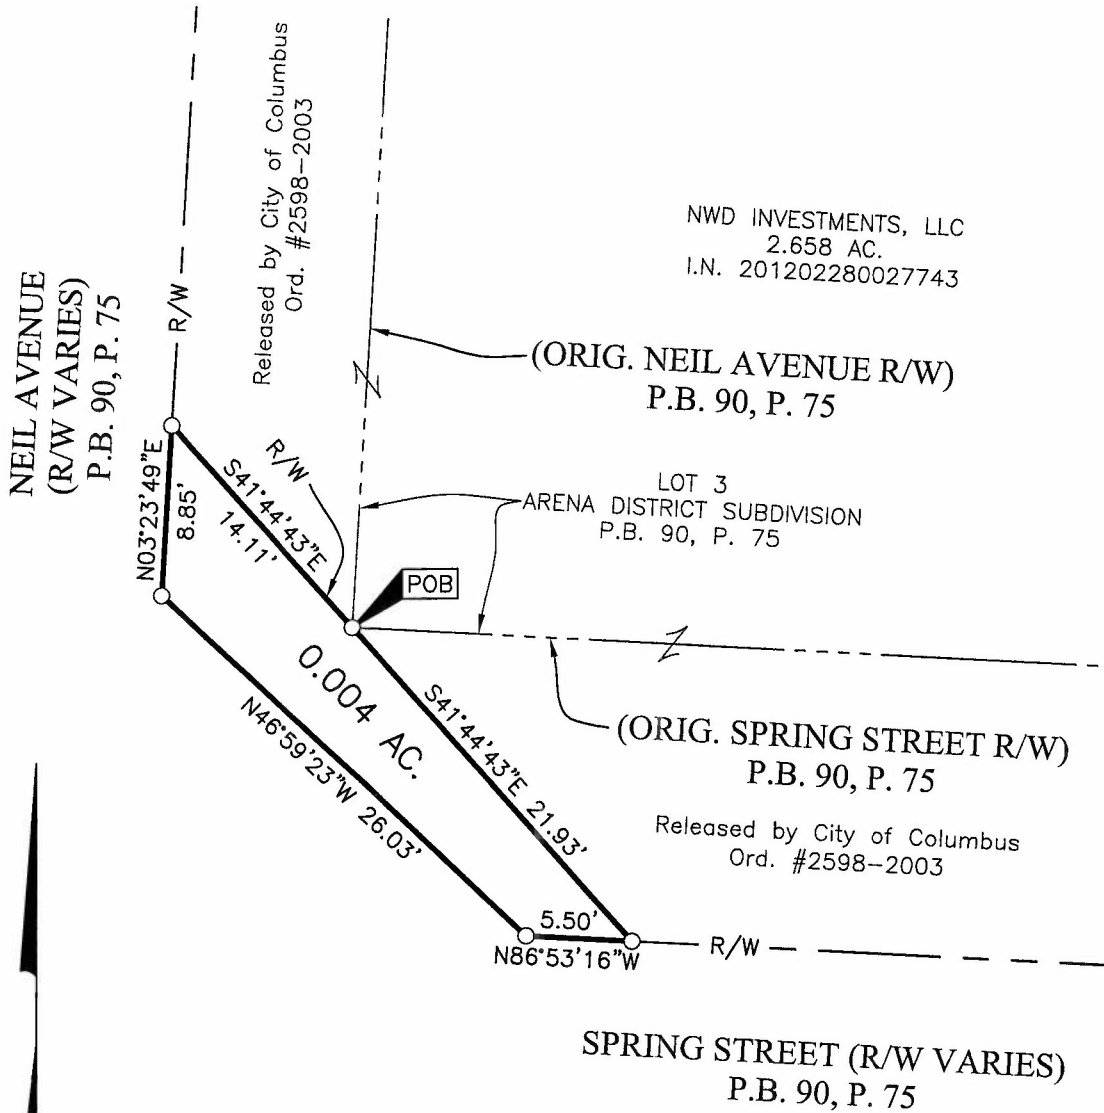 Released by City of Columbus
Ord. #2598-2003
NWD INVESTMENTS, LLC
2.658 AC.
I.N. 201202280027743
R/W
NEIL AVENUE
(R/W VARIES)
P.B. 90, P. 75
(ORIG. NEIL AVENUE R/W)
P.B. 90, P. 75
R/W
S41°44'43"E
14.11'
N03°23'49"E
8.85'
LOT 3
ARENA DISTRICT SUBDIVISION
P.B. 90, P. 75
POB
0.004 AC.
S41°44'43"E 21.93'
N46°59'23"W 26.03'
(ORIG. SPRING STREET R/W)
P.B. 90, P. 75
Released by City of Columbus
Ord. #2598-2003
5.50'
N86°53'16"W
R/W
SPRING STREET (R/W VARIES)
P.B. 90, P. 75